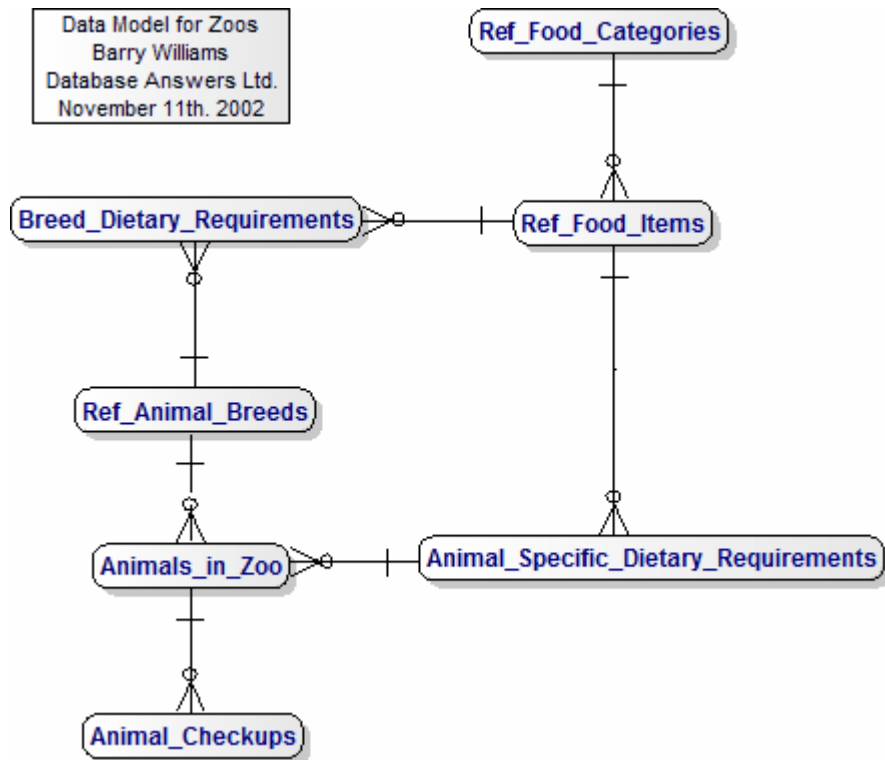 Data Model for Zoos
Barry Williams
Database Answers Ltd.
November 11th. 2002
Ref_Food_Categories
Breed_Dietary_Requirements
Ref_Food_Items
Ref_Animal_Breeds
Animals_in_Zoo
Animal_Specific_Dietary_Requirements
Animal_Checkups